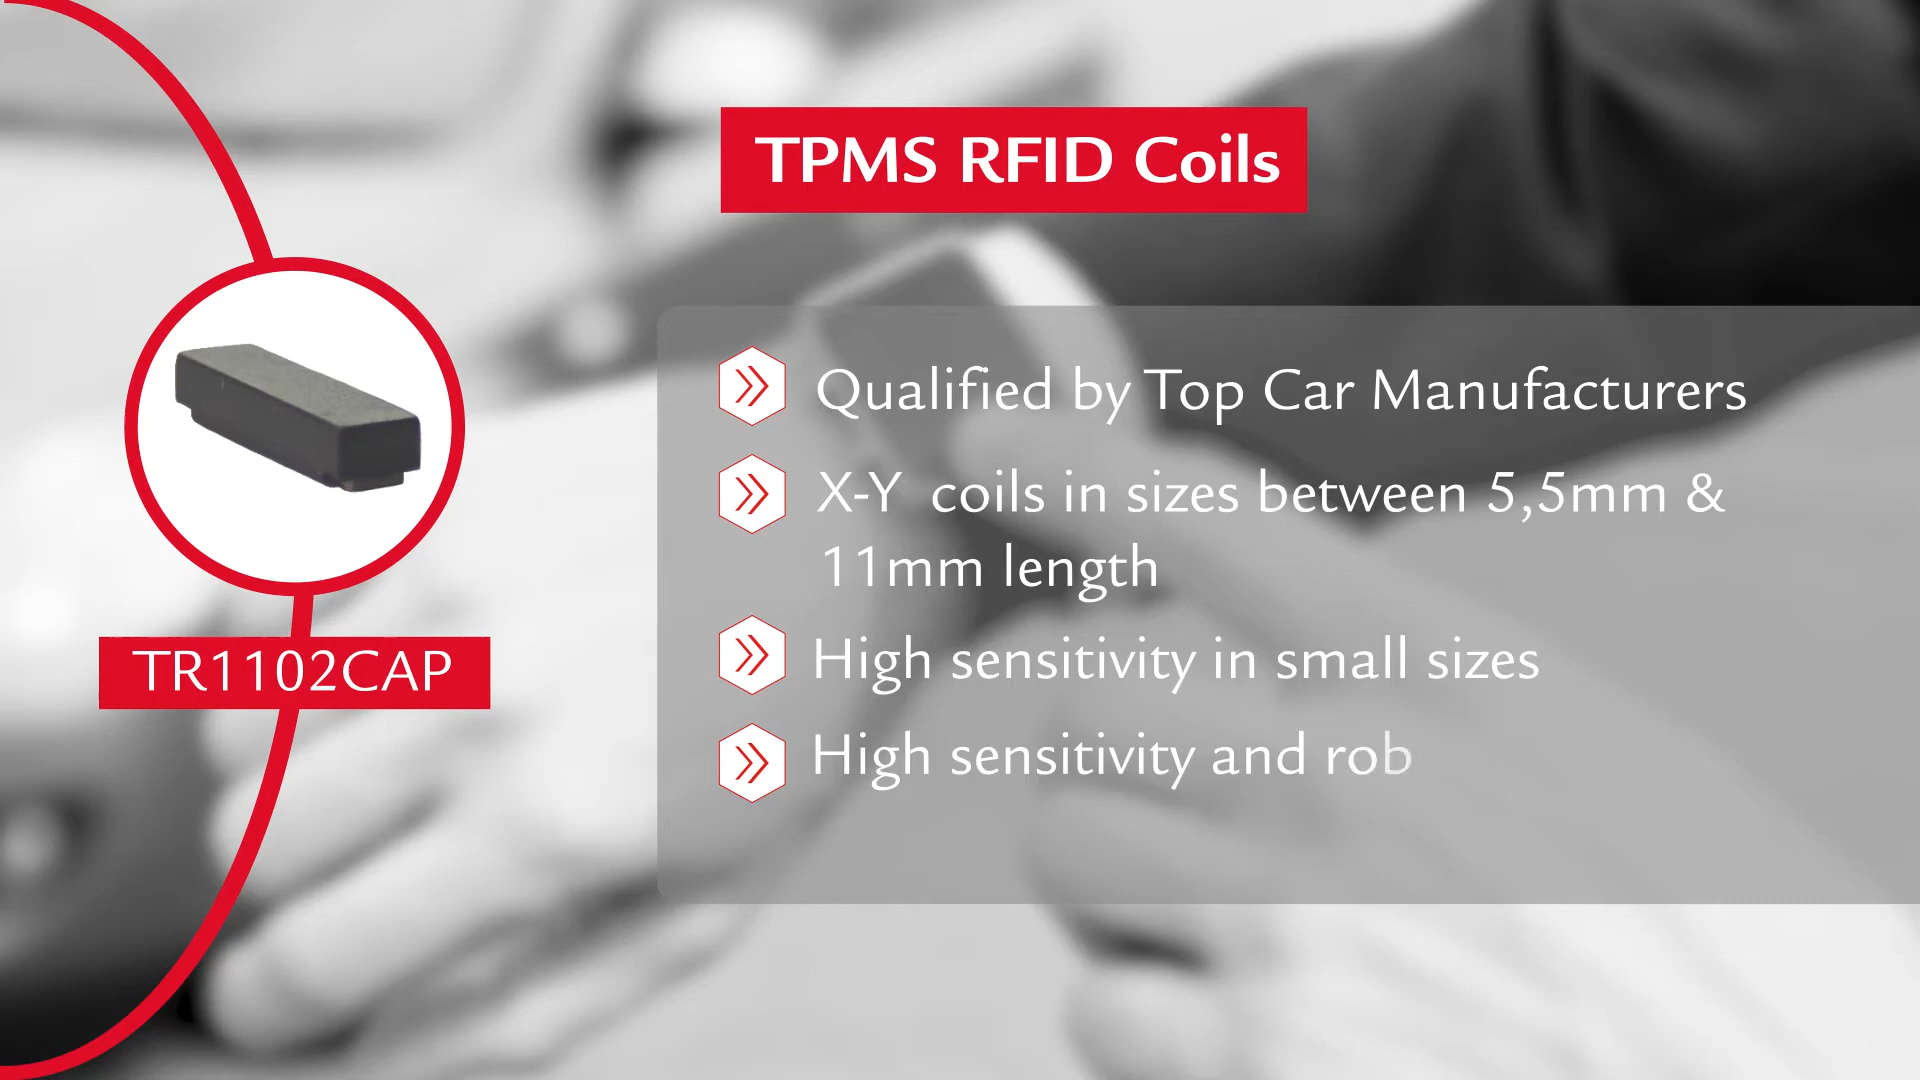 TPMS RFID Coils
Qualified by Top Car Manufacturers
X-Y coils in sizes between 5,5mm &
11mm length
High sensitivity in small sizes
High sensitivity and rob
TR1102CAP